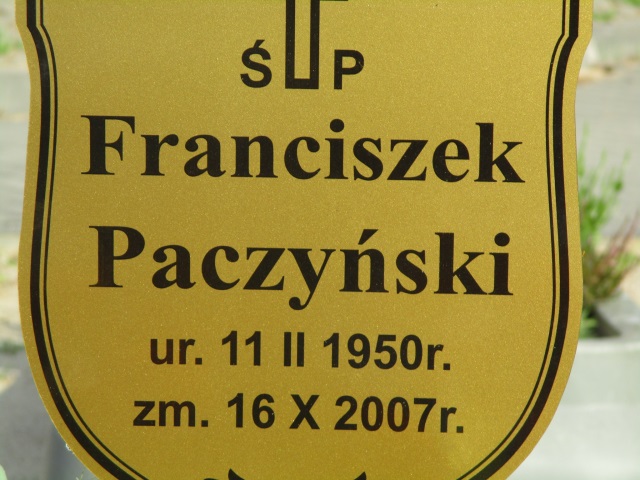 Ś P
Franciszek
Paczyński
ur. 11 II 1950r.
zm. 16 X 2007r.